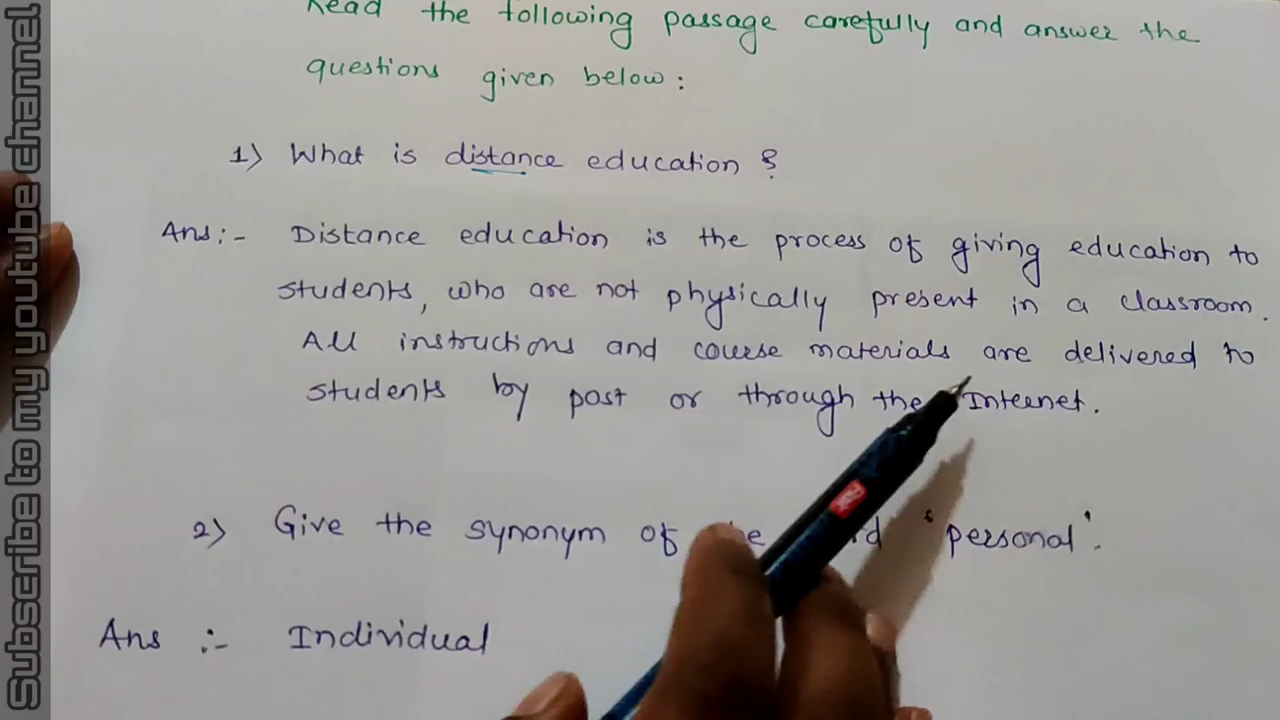 Subscribe to my youtube channel
Read the following passage carefully and answer the
questions given below:
1) What is distance education ?
Ans:- Distance education is the process of giving education to
students, who are not physically present in a classroom.
All instructions and course materials are delivered to
students by post or through the Internet.
2) Give the synonym of 'personal'.
Ans :- Individual